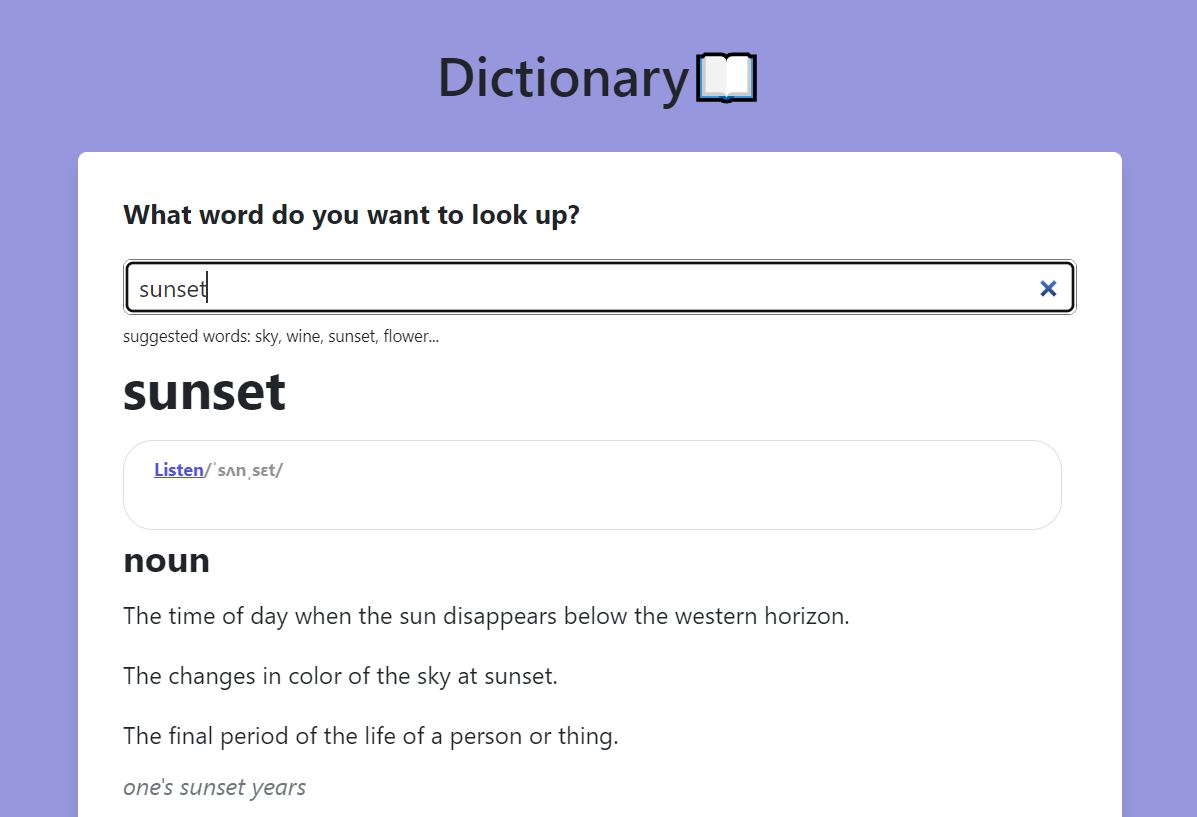 Dictionary📖
What word do you want to look up?
sunset
suggested words: sky, wine, sunset, flower...
sunset
Listen/ˈsʌnˌsɛt/
noun
The time of day when the sun disappears below the western horizon.
The changes in color of the sky at sunset.
The final period of the life of a person or thing.
one's sunset years